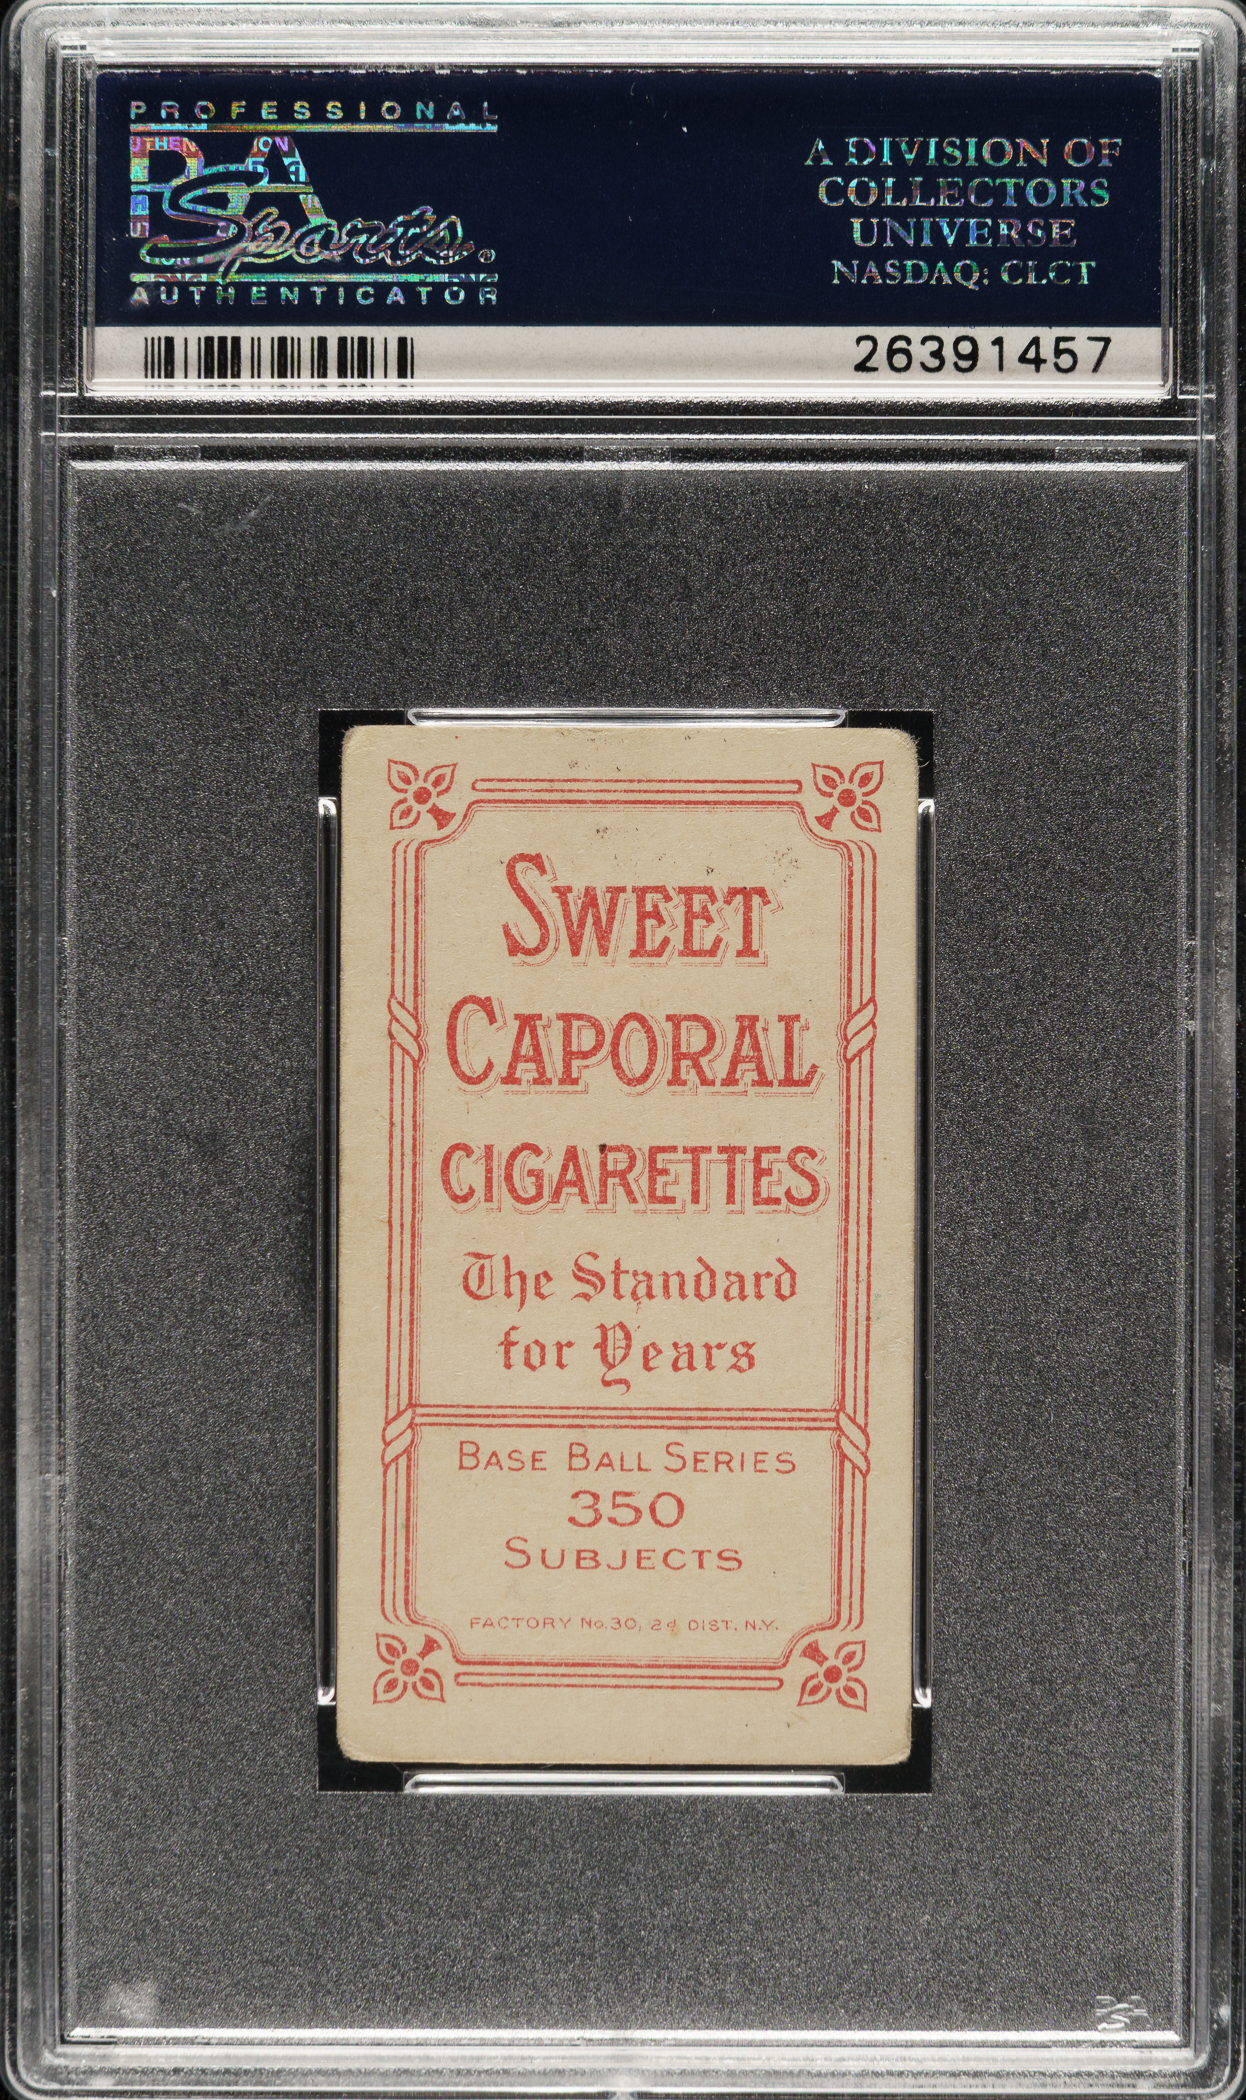 PROFESSIONAL
PSA
Sports®
AUTHENTICATOR
A DIVISION OF
COLLECTORS
UNIVERSE
NASDAQ: CLCT
26391457
SWEET
CAPORAL
CIGARETTES
The Standard
for Years
BASE BALL SERIES
350
SUBJECTS
FACTORY No. 30, 2d DIST. N.Y.